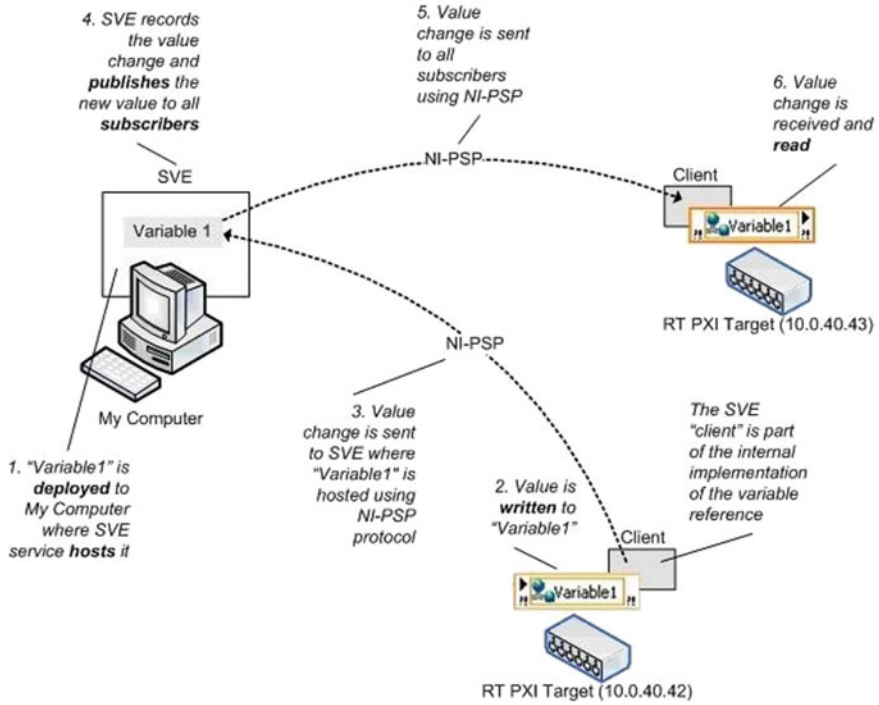 4. SVE records
the value
change and
publishes the
new value to all
subscribers
SVE
Variable 1
My Computer
1. “Variable1” is
deployed to
My Computer
where SVE
service hosts it
5. Value
change is sent
to all
subscribers
using NI-PSP
NI-PSP
6. Value
change is
received and
read
Client
Variable1
?!
?!
RT PXI Target (10.0.40.43)
NI-PSP
3. Value
change is sent
to SVE where
"Variable1" is
hosted using
NI-PSP
protocol
2. Value is
written to
“Variable1”
The SVE
“client” is part
of the internal
implementation
of the variable
reference
Client
Variable1
?!
?!
RT PXI Target (10.0.40.42)